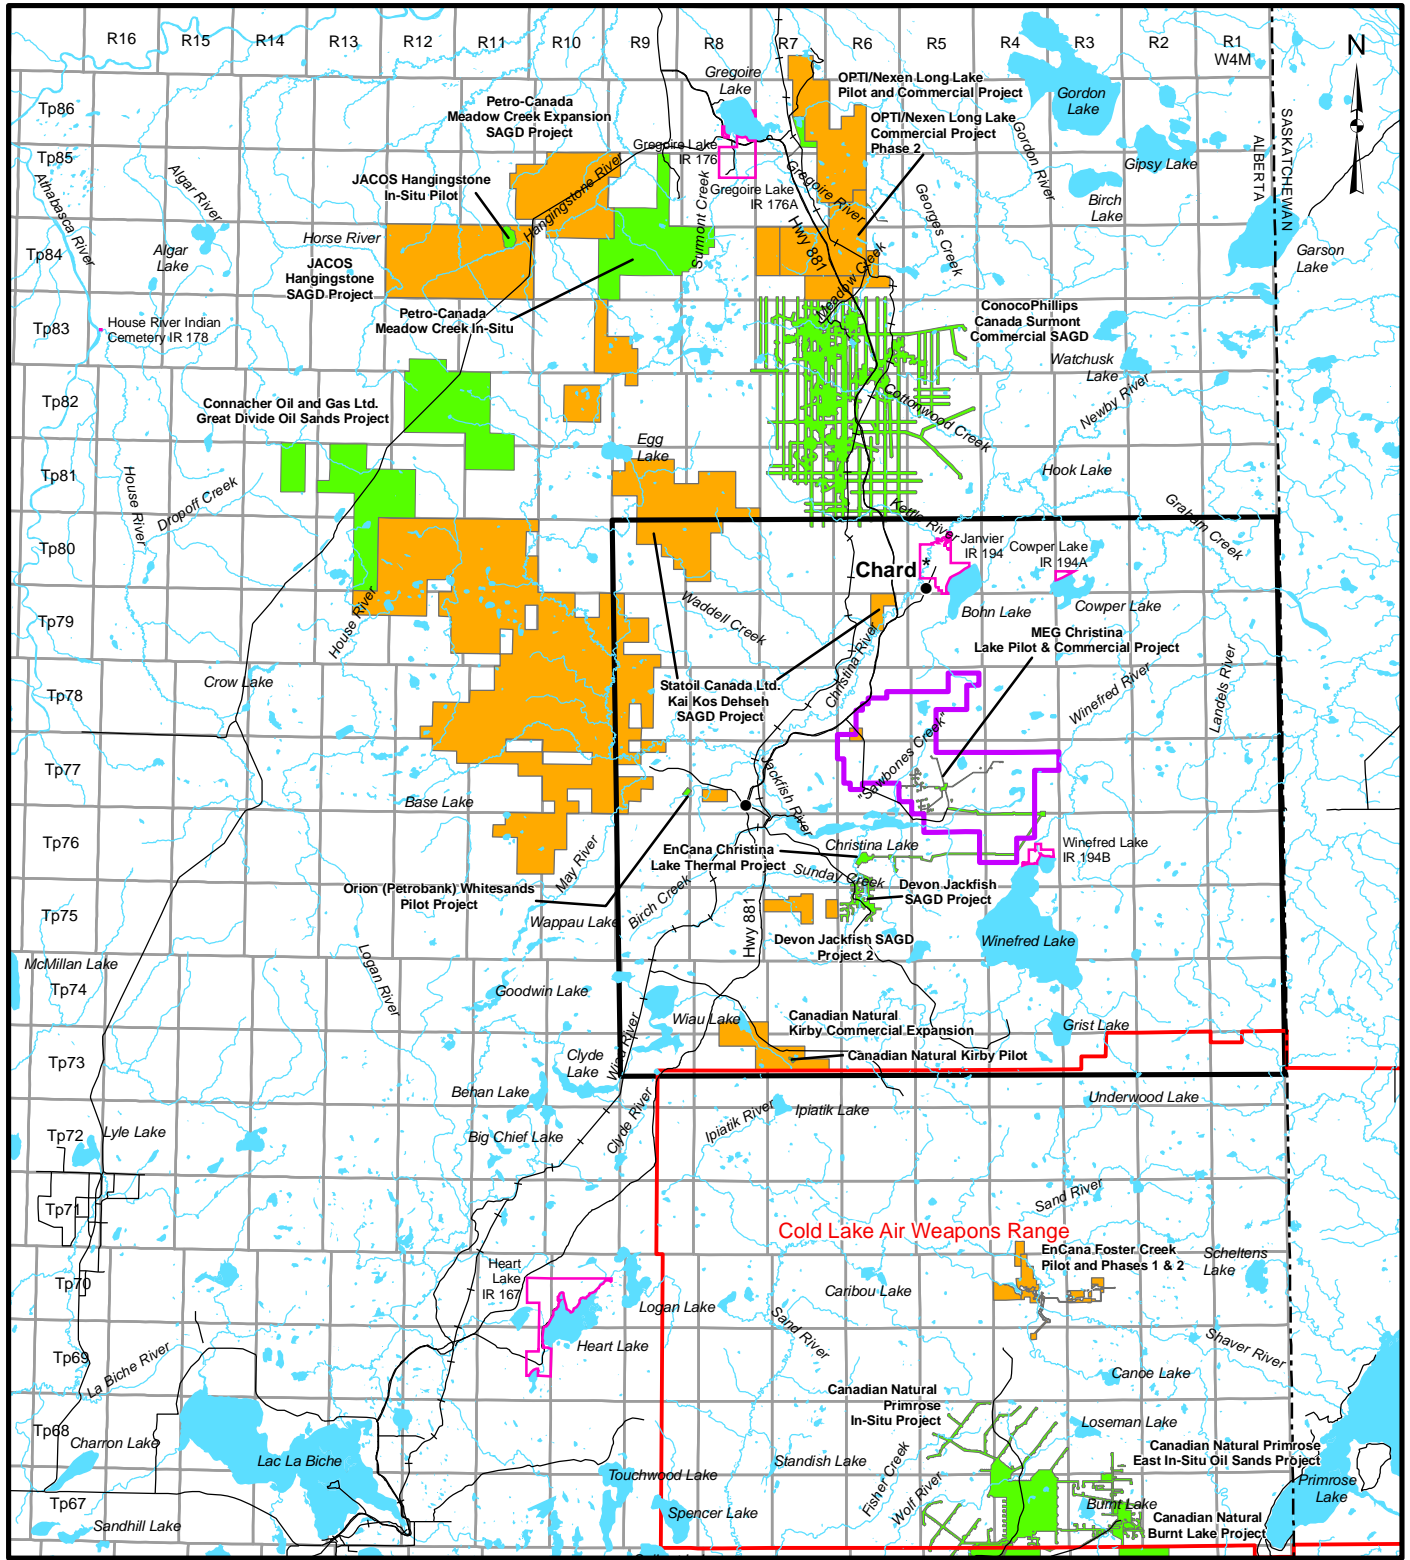 R16
R15
R14
R13
R12
R11
R10
R9
R8
R7
R6
R5
R4
R3
R2
R1
W4M
N
Gregoire
Lake
OPTI/Nexen Long Lake
Pilot and Commercial Project
Gordon
Lake
Tp86
Petro-Canada
Meadow Creek Expansion
SAGD Project
OPTI/Nexen Long Lake
Commercial Project
Phase 2
Gordon River
SASKATCHEWAN
ALBERTA
Tp85
Gregoire Lake
IR 176
Gipsy Lake
Athabasca River
Algar River
JACOS Hangingstone
In-Situ Pilot
Hangingstone River
Surmont Creek
Gregoire Lake
IR 176A
Gregoire River
Georges Creek
Birch
Lake
Tp84
Algar
Lake
Horse River
JACOS
Hangingstone
SAGD Project
Hwy 881
Meadow Creek
Garson
Lake
Tp83
House River Indian
Cemetery IR 178
Petro-Canada
Meadow Creek In-Situ
ConocoPhillips
Canada Surmont
Commercial SAGD
Watchusk
Lake
Tp82
Connacher Oil and Gas Ltd.
Great Divide Oil Sands Project
Newby River
Cottonwood Creek
Egg
Lake
Tp81
House River
Dropoff Creek
Hook Lake
Graham Creek
Kettle River
Tp80
Janvier
IR 194
Cowper Lake
IR 194A
Chard
*
Tp79
House River
Waddell Creek
Bohn Lake
Cowper Lake
MEG Christina
Lake Pilot & Commercial Project
Christina River
Tp78
Crow Lake
Statoil Canada Ltd.
Kai Kos Dehseh
SAGD Project
Winefred River
Landels River
"Sawbones Creek"
Tp77
Base Lake
Jackfish River
Tp76
May River
EnCana Christina
Lake Thermal Project
Christina Lake
Winefred Lake
IR 194B
Sunday Creek
Orion (Petrobank) Whitesands
Pilot Project
Devon Jackfish
SAGD Project
Tp75
Wappau Lake
Birch Creek
Hwy 881
Devon Jackfish SAGD
Project 2
Winefred Lake
McMillan Lake
Logan River
Tp74
Goodwin Lake
Wiau Lake
Canadian Natural
Kirby Commercial Expansion
Grist Lake
Wiau River
Tp73
Clyde
Lake
Canadian Natural Kirby Pilot
Behan Lake
Clyde River
Ipiatik River
Ipiatik Lake
Underwood Lake
Tp72
Lyle Lake
Big Chief Lake
Tp71
Sand River
Cold Lake Air Weapons Range
Tp70
Heart
Lake
IR 167
EnCana Foster Creek
Pilot and Phases 1 & 2
Scheltens
Lake
Caribou Lake
Logan Lake
Sand River
Tp69
La Biche River
Heart Lake
Shaver River
Canoe Lake
Canadian Natural
Primrose
In-Situ Project
Tp68
Charron Lake
Loseman Lake
Lac La Biche
Canadian Natural Primrose
East In-Situ Oil Sands Project
Standish Lake
Touchwood Lake
Fisher Creek
Wolf River
Primrose
Lake
Tp67
Sandhill Lake
Spencer Lake
Burnt Lake
Canadian Natural
Burnt Lake Project